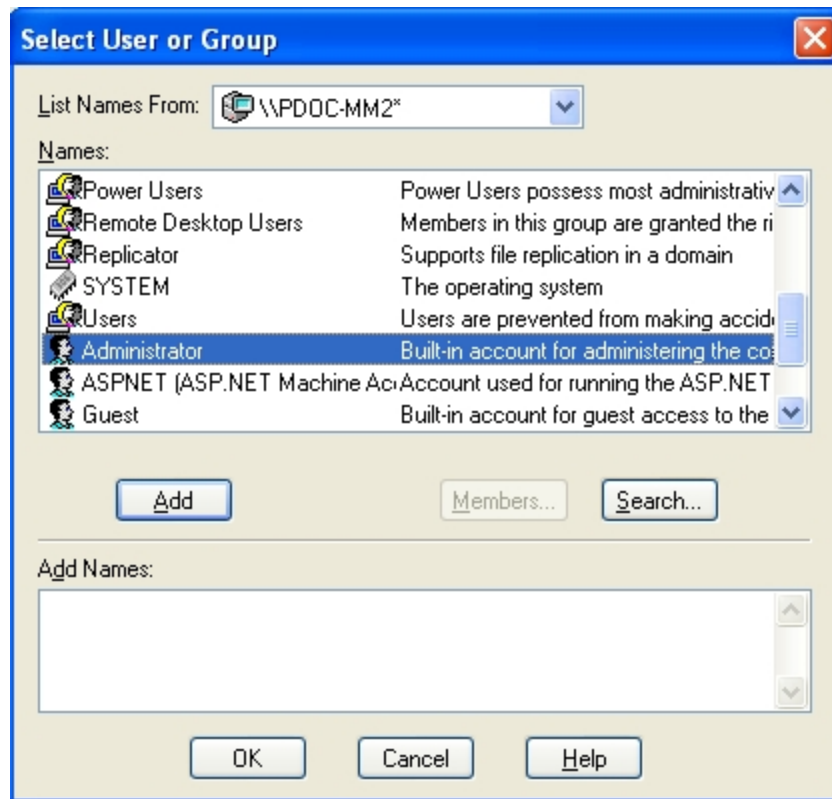 Select User or Group
List Names From: \\PDOC-MM2*
Names:
Power Users Power Users possess most administrativ
Remote Desktop Users Members in this group are granted the ri
Replicator Supports file replication in a domain
SYSTEM The operating system
Users Users are prevented from making accid
Administrator Built-in account for administering the co
ASPNET (ASP.NET Machine Ac Account used for running the ASP.NET
Guest Built-in account for guest access to the
Add Members... Search...
Add Names:
OK Cancel Help